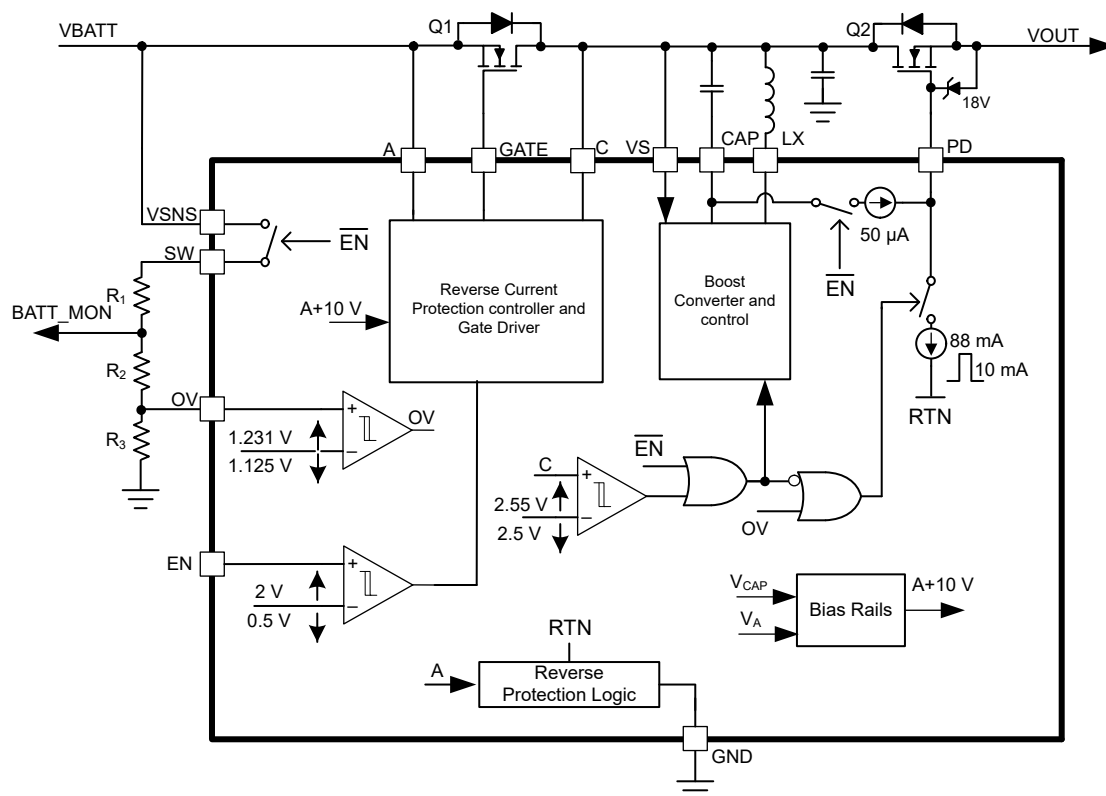 VBATT
Q1
Q2
VOUT
18V
A
GATE
C
VS
CAP
LX
PD
VSNS
SW
EN
50 µA
EN
R1
BATT_MON
R2
OV
R3
Reverse Current
Protection controller and
Gate Driver
A+10 V
Boost
Converter and
control
88 mA
10 mA
RTN
1.231 V
1.125 V
+
−
OV
EN
C
2.55 V
2.5 V
+
−
OV
EN
2 V
0.5 V
+
−
VCAP
VA
Bias Rails
A+10 V
RTN
A
Reverse
Protection Logic
GND